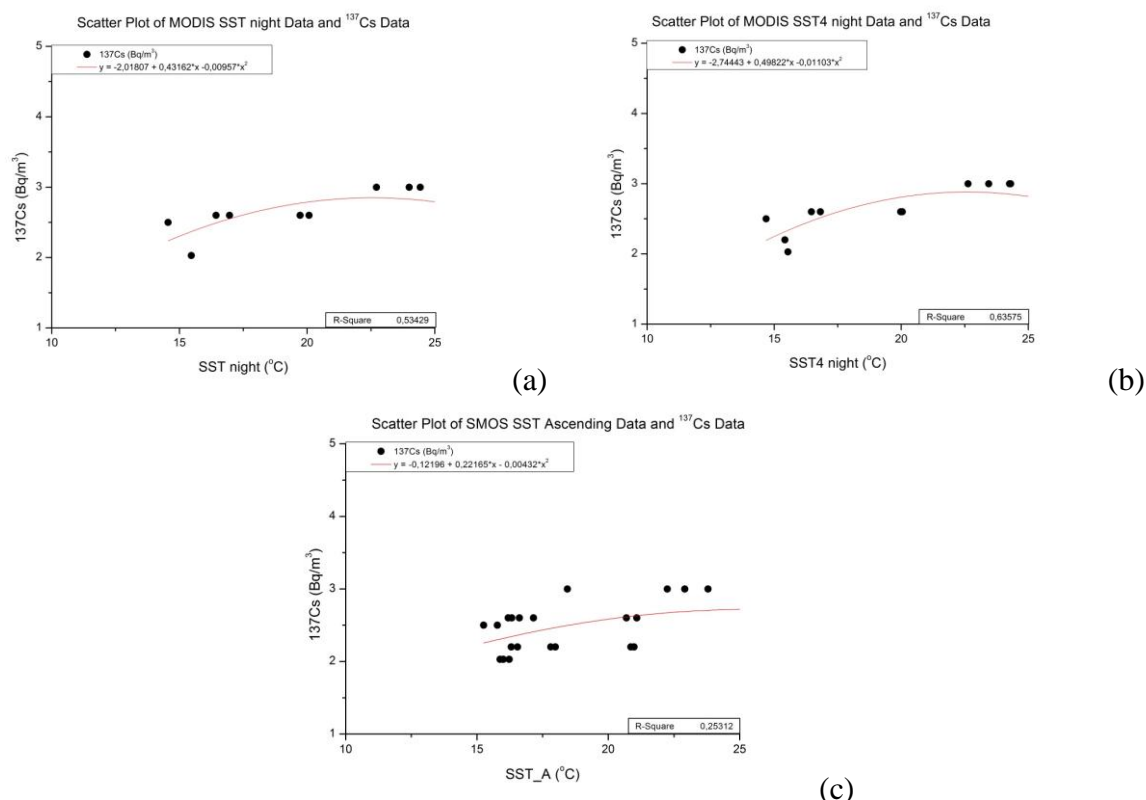 Scatter Plot of MODIS SST night Data and ¹³⁷Cs Data
137Cs (Bq/m³)
y = -2,01807 + 0,43162*x -0,00957*x²
5
4
3
2
1
137Cs (Bq/m³)
R-Square 0,53429
10 15 20 25
SST night (°C)
(a)
Scatter Plot of MODIS SST4 night Data and ¹³⁷Cs Data
137Cs (Bq/m³)
y = -2,74443 + 0,49822*x -0,01103*x²
5
4
3
2
1
137Cs (Bq/m³)
R-Square 0,63575
10 15 20 25
SST4 night (°C)
(b)
Scatter Plot of SMOS SST Ascending Data and ¹³⁷Cs Data
137Cs (Bq/m³)
y = -0,12196 + 0,22165*x - 0,00432*x²
5
4
3
2
1
137Cs (Bq/m³)
R-Square 0,25312
10 15 20 25
SST_A (°C)
(c)